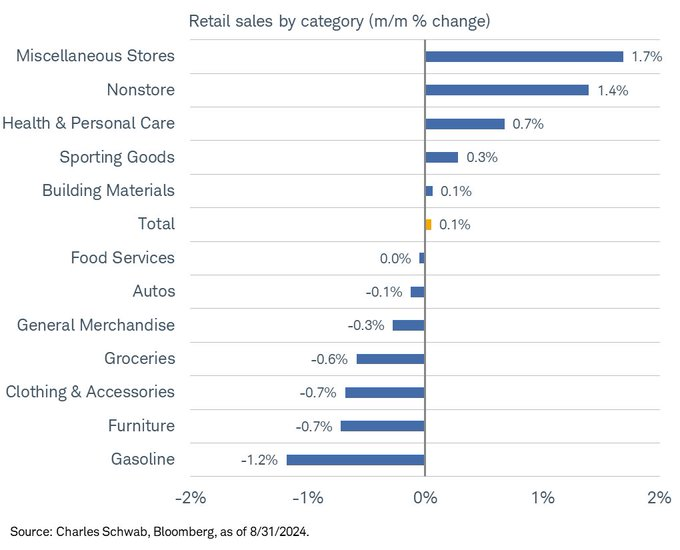 Retail sales by category (m/m % change)
Miscellaneous Stores 1.7%
Nonstore 1.4%
Health & Personal Care 0.7%
Sporting Goods 0.3%
Building Materials 0.1%
Total 0.1%
Food Services 0.0%
Autos -0.1%
General Merchandise -0.3%
Groceries -0.6%
Clothing & Accessories -0.7%
Furniture -0.7%
Gasoline -1.2%
-2% -1% 0% 1% 2%
Source: Charles Schwab, Bloomberg, as of 8/31/2024.